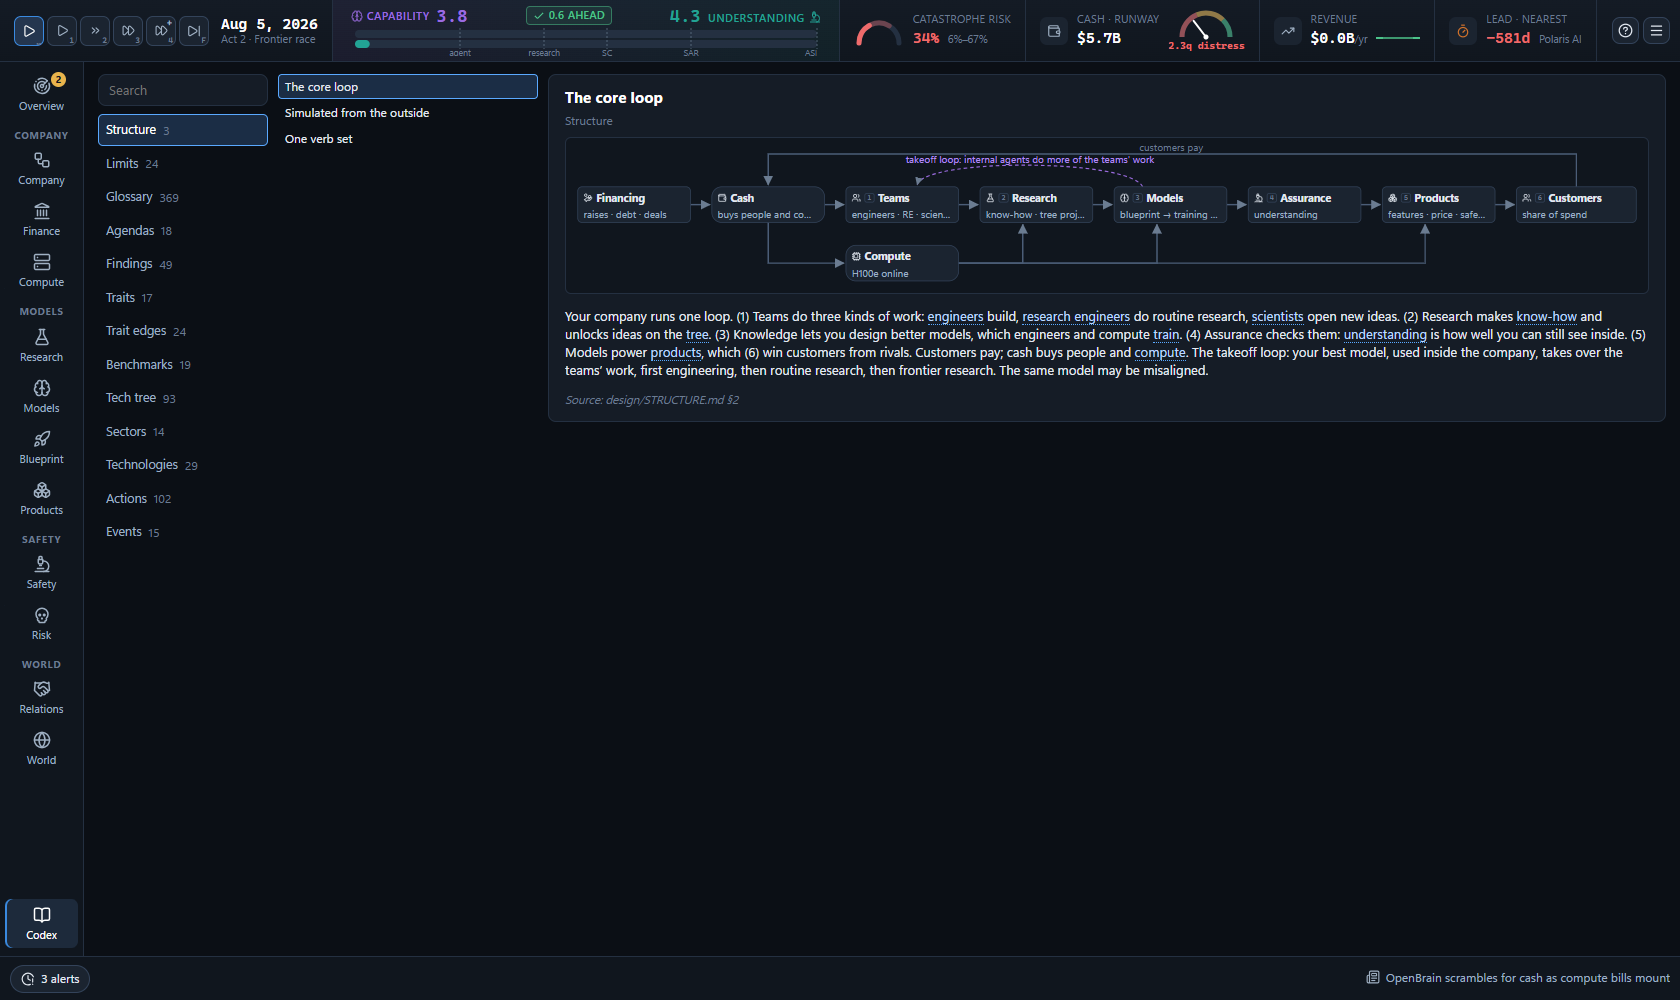 1
2
3
4
F
Aug 5, 2026
Act 2 · Frontier race
CAPABILITY 3.8
0.6 AHEAD
4.3 UNDERSTANDING
agent
research
SC
SAR
ASI
CATASTROPHE RISK
34% 6%–67%
CASH · RUNWAY
$5.7B
2.3q distress
REVENUE
$0.0B/yr
LEAD · NEAREST
−581d Polaris AI
2
Overview
COMPANY
Company
Finance
Compute
MODELS
Research
Models
Blueprint
Products
SAFETY
Safety
Risk
WORLD
Relations
World
Codex
Search
Structure 3
Limits 24
Glossary 369
Agendas 18
Findings 49
Traits 17
Trait edges 24
Benchmarks 19
Tech tree 93
Sectors 14
Technologies 29
Actions 102
Events 15
The core loop
Simulated from the outside
One verb set
The core loop
Structure
customers pay
takeoff loop: internal agents do more of the teams' work
Financing
raises · debt · deals
Cash
buys people and co...
1 Teams
engineers · RE · scien...
2 Research
know-how · tree proj...
3 Models
blueprint → training ...
4 Assurance
understanding
5 Products
features · price · safe...
6 Customers
share of spend
Compute
H100e online
Your company runs one loop. (1) Teams do three kinds of work: engineers build, research engineers do routine research, scientists open new ideas. (2) Research makes know-how and
unlocks ideas on the tree. (3) Knowledge lets you design better models, which engineers and compute train. (4) Assurance checks them: understanding is how well you can still see inside. (5)
Models power products, which (6) win customers from rivals. Customers pay; cash buys people and compute. The takeoff loop: your best model, used inside the company, takes over the
teams' work, first engineering, then routine research, then frontier research. The same model may be misaligned.
Source: design/STRUCTURE.md §2
3 alerts
OpenBrain scrambles for cash as compute bills mount